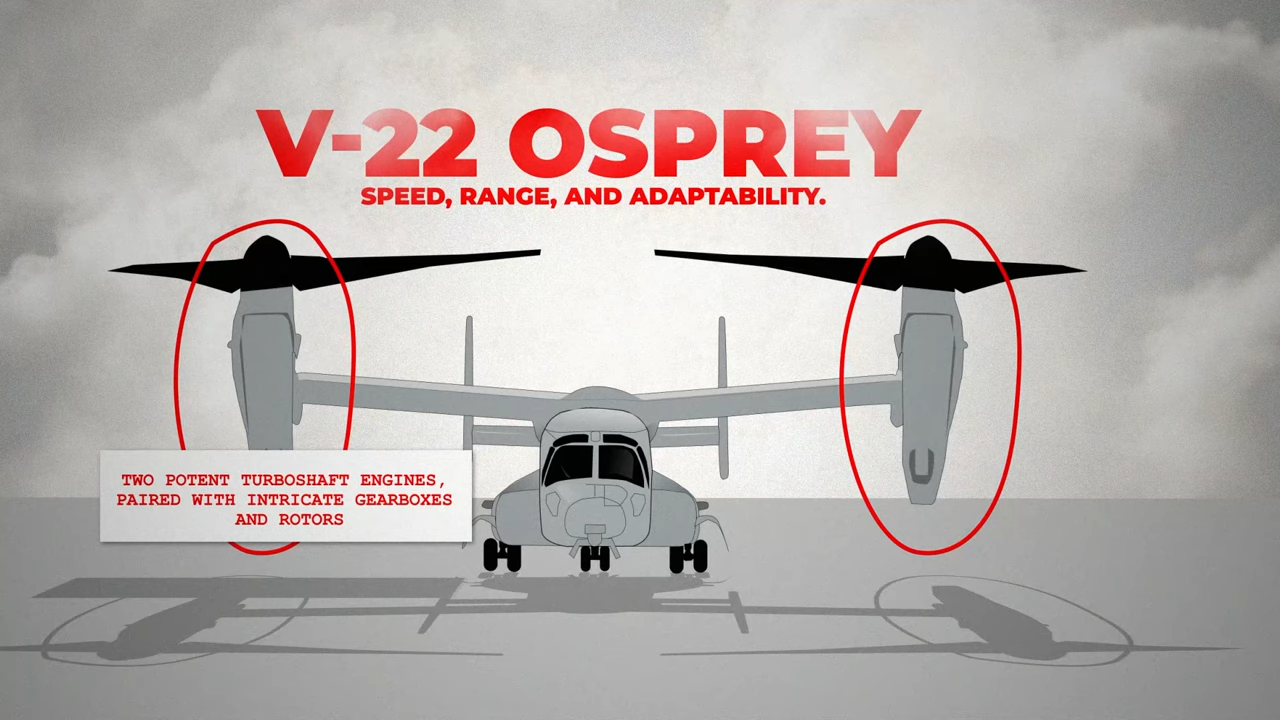 V-22 OSPREY
SPEED, RANGE, AND ADAPTABILITY.
TWO POTENT TURBOSHAFT ENGINES,
PAIRED WITH INTRICATE GEARBOXES
AND ROTORS